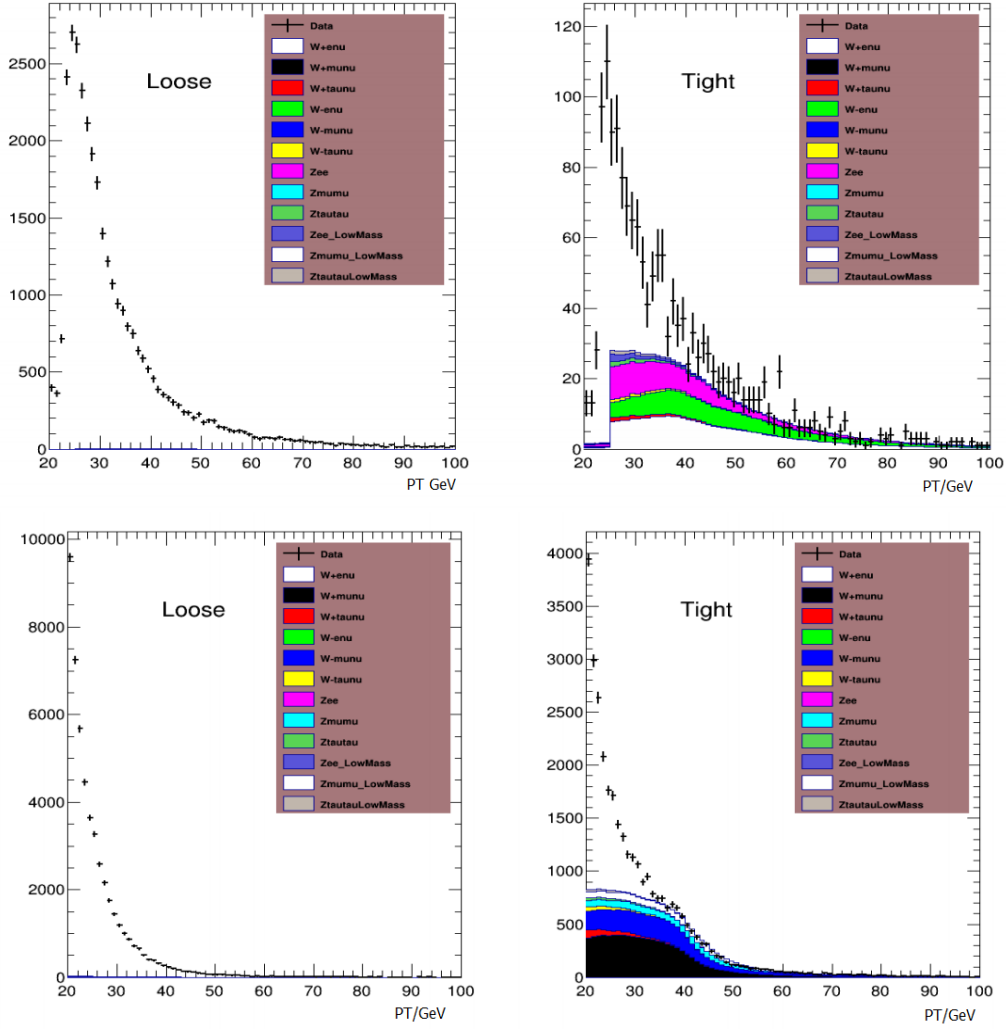 Loose
Data
W+enu
W+munu
W+taunu
W-enu
W-munu
W-taunu
Zee
Zmumu
Ztautau
Zee_LowMass
Zmumu_LowMass
ZtautauLowMass
2500
2000
1500
1000
500
0
20 30 40 50 60 70 80 90 100
PT GeV
Tight
Data
W+enu
W+munu
W+taunu
W-enu
W-munu
W-taunu
Zee
Zmumu
Ztautau
Zee_LowMass
Zmumu_LowMass
ZtautauLowMass
120
100
80
60
40
20
0
20 30 40 50 60 70 80 90 100
PT/GeV
Loose
Data
W+enu
W+munu
W+taunu
W-enu
W-munu
W-taunu
Zee
Zmumu
Ztautau
Zee_LowMass
Zmumu_LowMass
ZtautauLowMass
10000
8000
6000
4000
2000
0
20 30 40 50 60 70 80 90 100
PT/GeV
Tight
Data
W+enu
W+munu
W+taunu
W-enu
W-munu
W-taunu
Zee
Zmumu
Ztautau
Zee_LowMass
Zmumu_LowMass
ZtautauLowMass
4000
3500
3000
2500
2000
1500
1000
500
0
20 30 40 50 60 70 80 90 100
PT/GeV